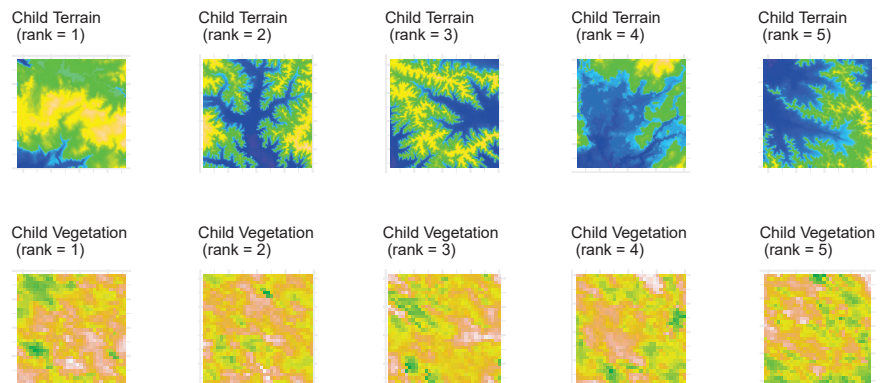 Child Terrain
(rank = 1)
Child Terrain
(rank = 2)
Child Terrain
(rank = 3)
Child Terrain
(rank = 4)
Child Terrain
(rank = 5)
Child Vegetation
(rank = 1)
Child Vegetation
(rank = 2)
Child Vegetation
(rank = 3)
Child Vegetation
(rank = 4)
Child Vegetation
(rank = 5)